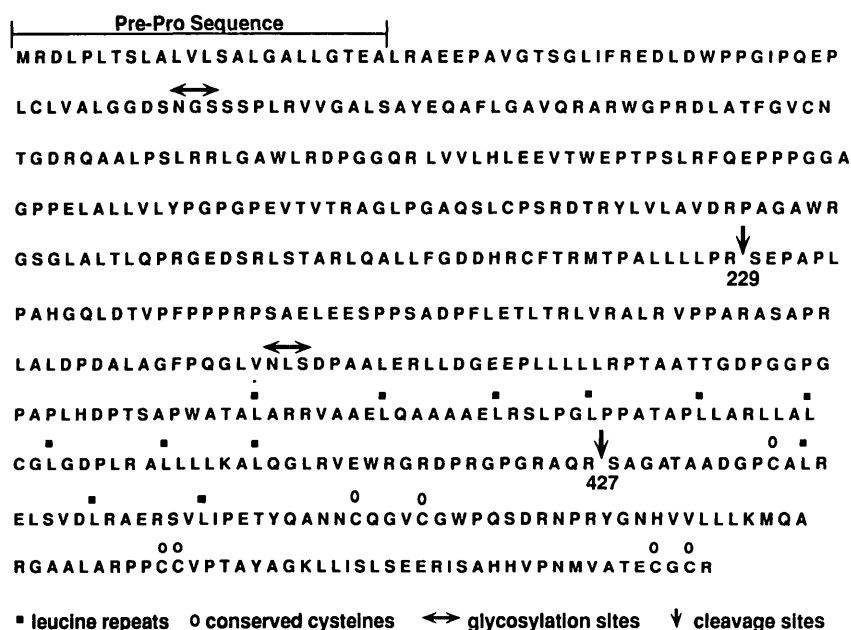 Pre-Pro Sequence
MRDLPLTSLALVLSALGALLGTEALRAEEPAVGTSGLIFREDLDWPPGIPQEP
LCLVALGGDSNGSSSPLRVVGALSAYEQAFLGAVQRARWGPRDLATFGVCN
TGDRQAALPSLRRLGAWLRDPGGQRLVVLHLEEVTWEPTPSLRFQEPPPGGA
GPPELALLVLYPGPGPEVTVTRAGLPGAQSLCPSRDTRYLVLAVDRPAGAWR
GSGLALTLQPRGEDSRLSTARLQALLFGDDHRCFTRMTPALLLLPRSEPAPL
229
PAHGQLDTVPFPPPRPSAELEESPPSADPFLETLTRLVRALRVPPARASAPR
LALDPDALAGFPQGLVNLSDPAALERLLDGEEPLLLLLRPTAATTGDPGGPG
PAPLHDPTSAPWATALARRVAAELQAAAAELRSLPGLPPATAPLLARLLAL
CGLGDPLRALLLLKALQGLRVEWRGRDPRGPGRAQRSAGATAADGPCALR
427
ELSVDLRAERSVLIPETYQANNCQGVCGWPQSDRNPRYGNHVVLLLKMQA
RGAALARPPCCVPTAYAGKLLISLSEERISAHHVPNMVATECGCR
▪ leucine repeats o conserved cysteines ↔ glycosylation sites ↓ cleavage sites